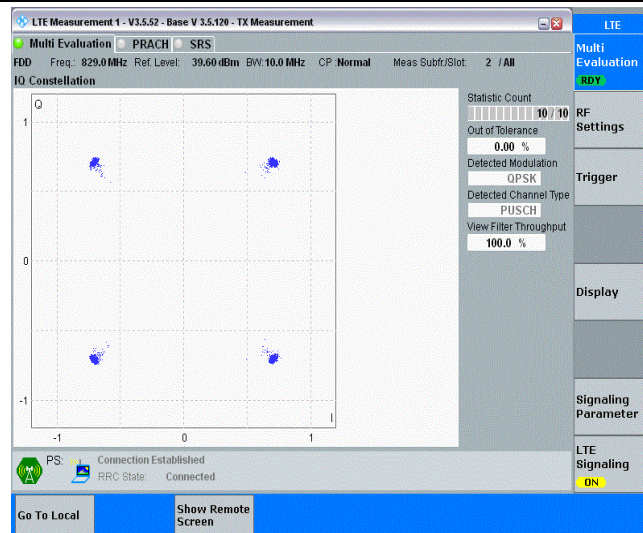 LTE Measurement 1 - V3.5.52 - Base V 3.5.120 - TX Measurement
LTE
Multi Evaluation PRACH SRS
FDD Freq.: 829.0 MHz Ref. Level: 39.60 dBm BW: 10.0 MHz CP :Normal Meas Subfr./Slot: 2 / All
IQ Constellation
Q
1
0
-1
-1 0 1
I
Statistic Count
10 / 10
Out of Tolerance
0.00 %
Detected Modulation
QPSK
Detected Channel Type
PUSCH
View Filter Throughput
100.0 %
Multi
Evaluation
RDY
RF
Settings
Trigger
Display
Signaling
Parameter
LTE
Signaling
ON
PS: Connection Established
RRC State: Connected
Go To Local
Show Remote
Screen